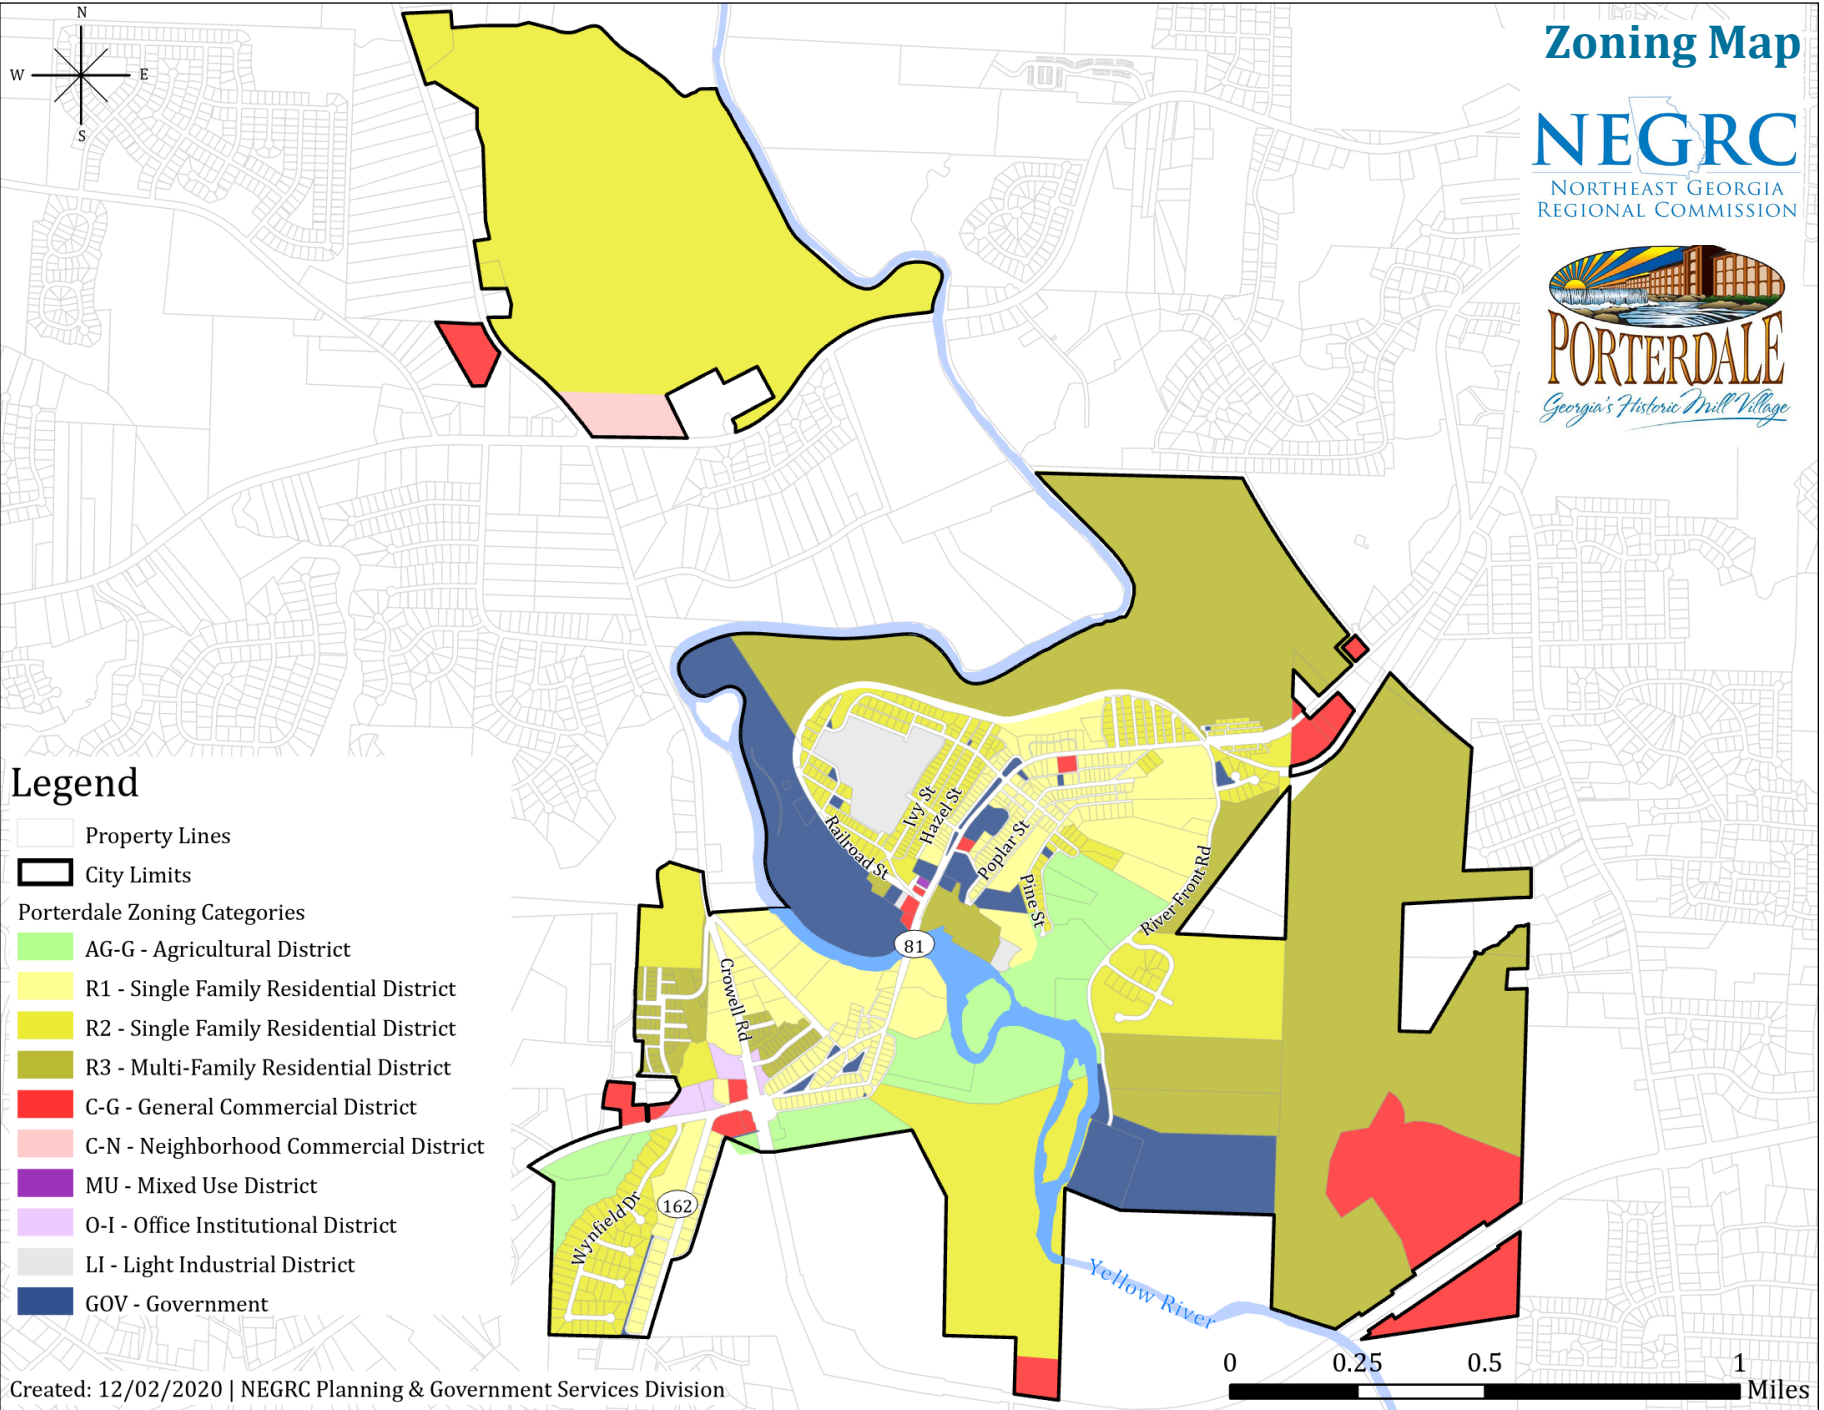 N
W E
S
Zoning Map
NEGRC
NORTHEAST GEORGIA
REGIONAL COMMISSION
PORTERDALE
Georgia's Historic Mill Village
Ivy St
Hazel St
Railroad St
Poplar St
Pine St
River Front Rd
81
Crowell Rd
162
Wynfield Dr
Yellow River
Legend
Property Lines
City Limits
Porterdale Zoning Categories
AG-G - Agricultural District
R1 - Single Family Residential District
R2 - Single Family Residential District
R3 - Multi-Family Residential District
C-G - General Commercial District
C-N - Neighborhood Commercial District
MU - Mixed Use District
O-I - Office Institutional District
LI - Light Industrial District
GOV - Government
0 0.25 0.5 1
Miles
Created: 12/02/2020 | NEGRC Planning & Government Services Division